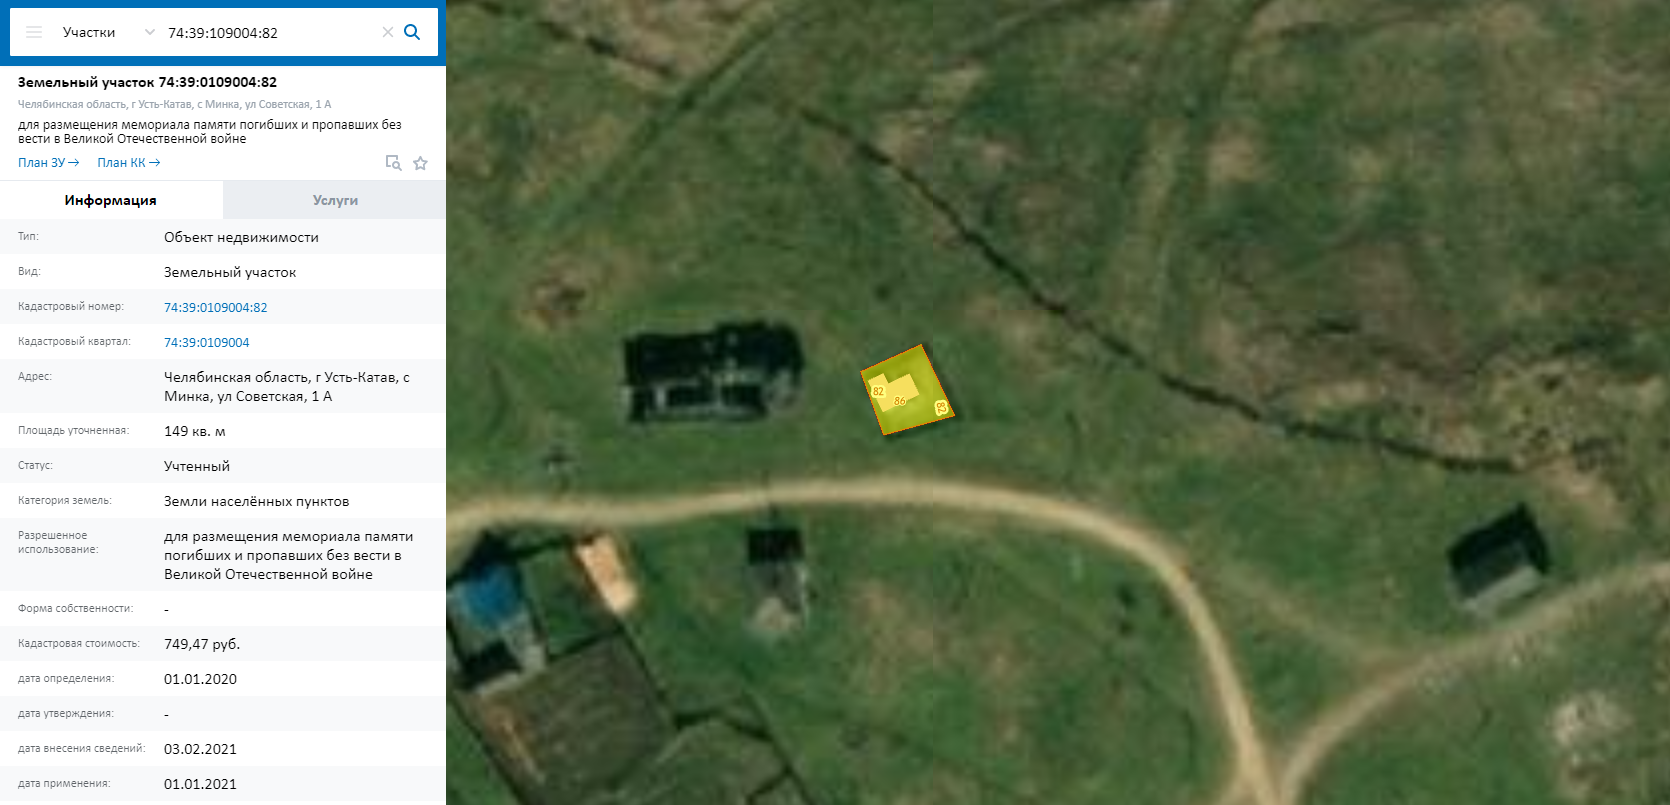 Участки 74:39:109004:82
Земельный участок 74:39:0109004:82
Челябинская область, г Усть-Катав, с Минка, ул Советская, 1 А
для размещения мемориала памяти погибших и пропавших без
вести в Великой Отечественной войне
План ЗУ → План КК →
Информация Услуги
Тип: Объект недвижимости
Вид: Земельный участок
Кадастровый номер: 74:39:0109004:82
Кадастровый квартал: 74:39:0109004
Адрес: Челябинская область, г Усть-Катав, с
Минка, ул Советская, 1 А
Площадь уточненная: 149 кв. м
Статус: Учтенный
Категория земель: Земли населённых пунктов
Разрешенное
использование:
для размещения мемориала памяти
погибших и пропавших без вести в
Великой Отечественной войне
Форма собственности: -
Кадастровая стоимость: 749,47 руб.
дата определения: 01.01.2020
дата утверждения: -
дата внесения сведений: 03.02.2021
дата применения: 01.01.2021
82
86
82